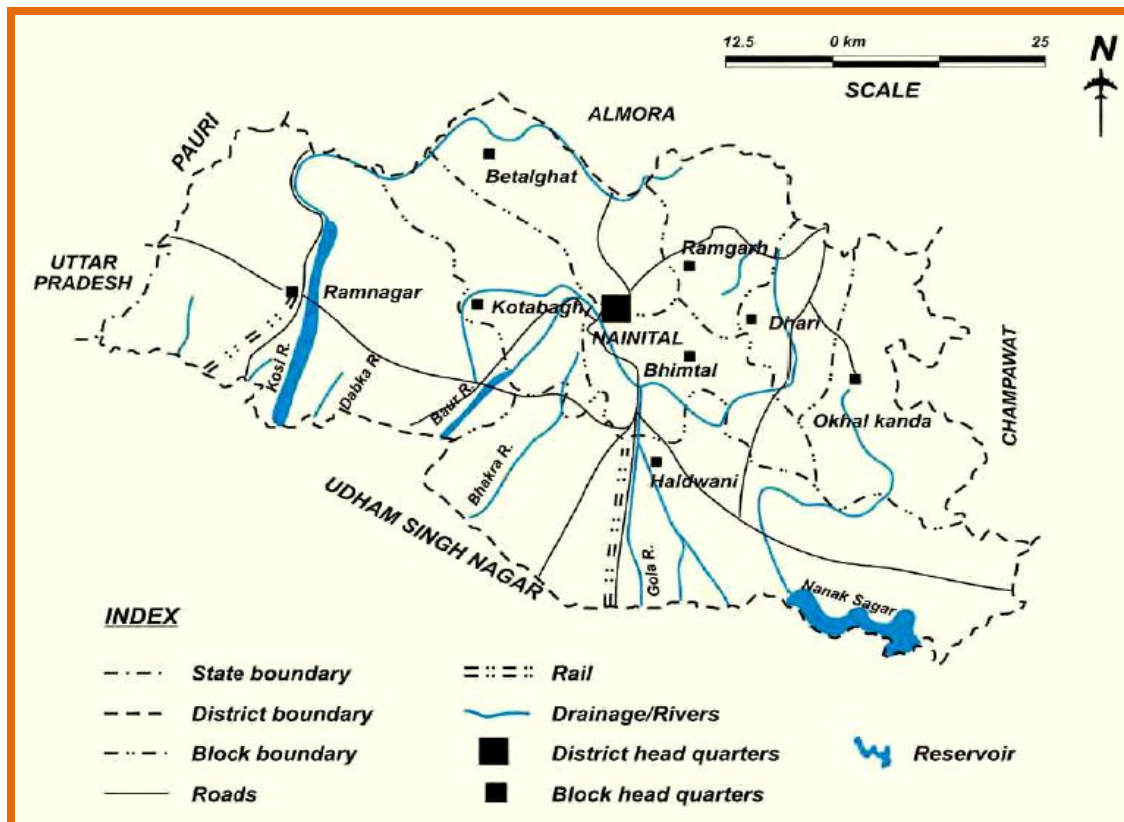 12.5 0 km 25
SCALE
N
ALMORA
PAURI
Betalghat
Ramgarh
UTTAR
PRADESH
Ramnagar
Kotabagh
Dhari
NAINITAL
Bhimtal
Kosi R.
Dabka R.
Baur R.
Okhal kanda
CHAMPAWAT
Bhakra R.
Haldwani
UDHAM SINGH NAGAR
Gola R.
Nanak Sagar
INDEX
State boundary
Rail
District boundary
Drainage/Rivers
Block boundary
District head quarters
Reservoir
Roads
Block head quarters